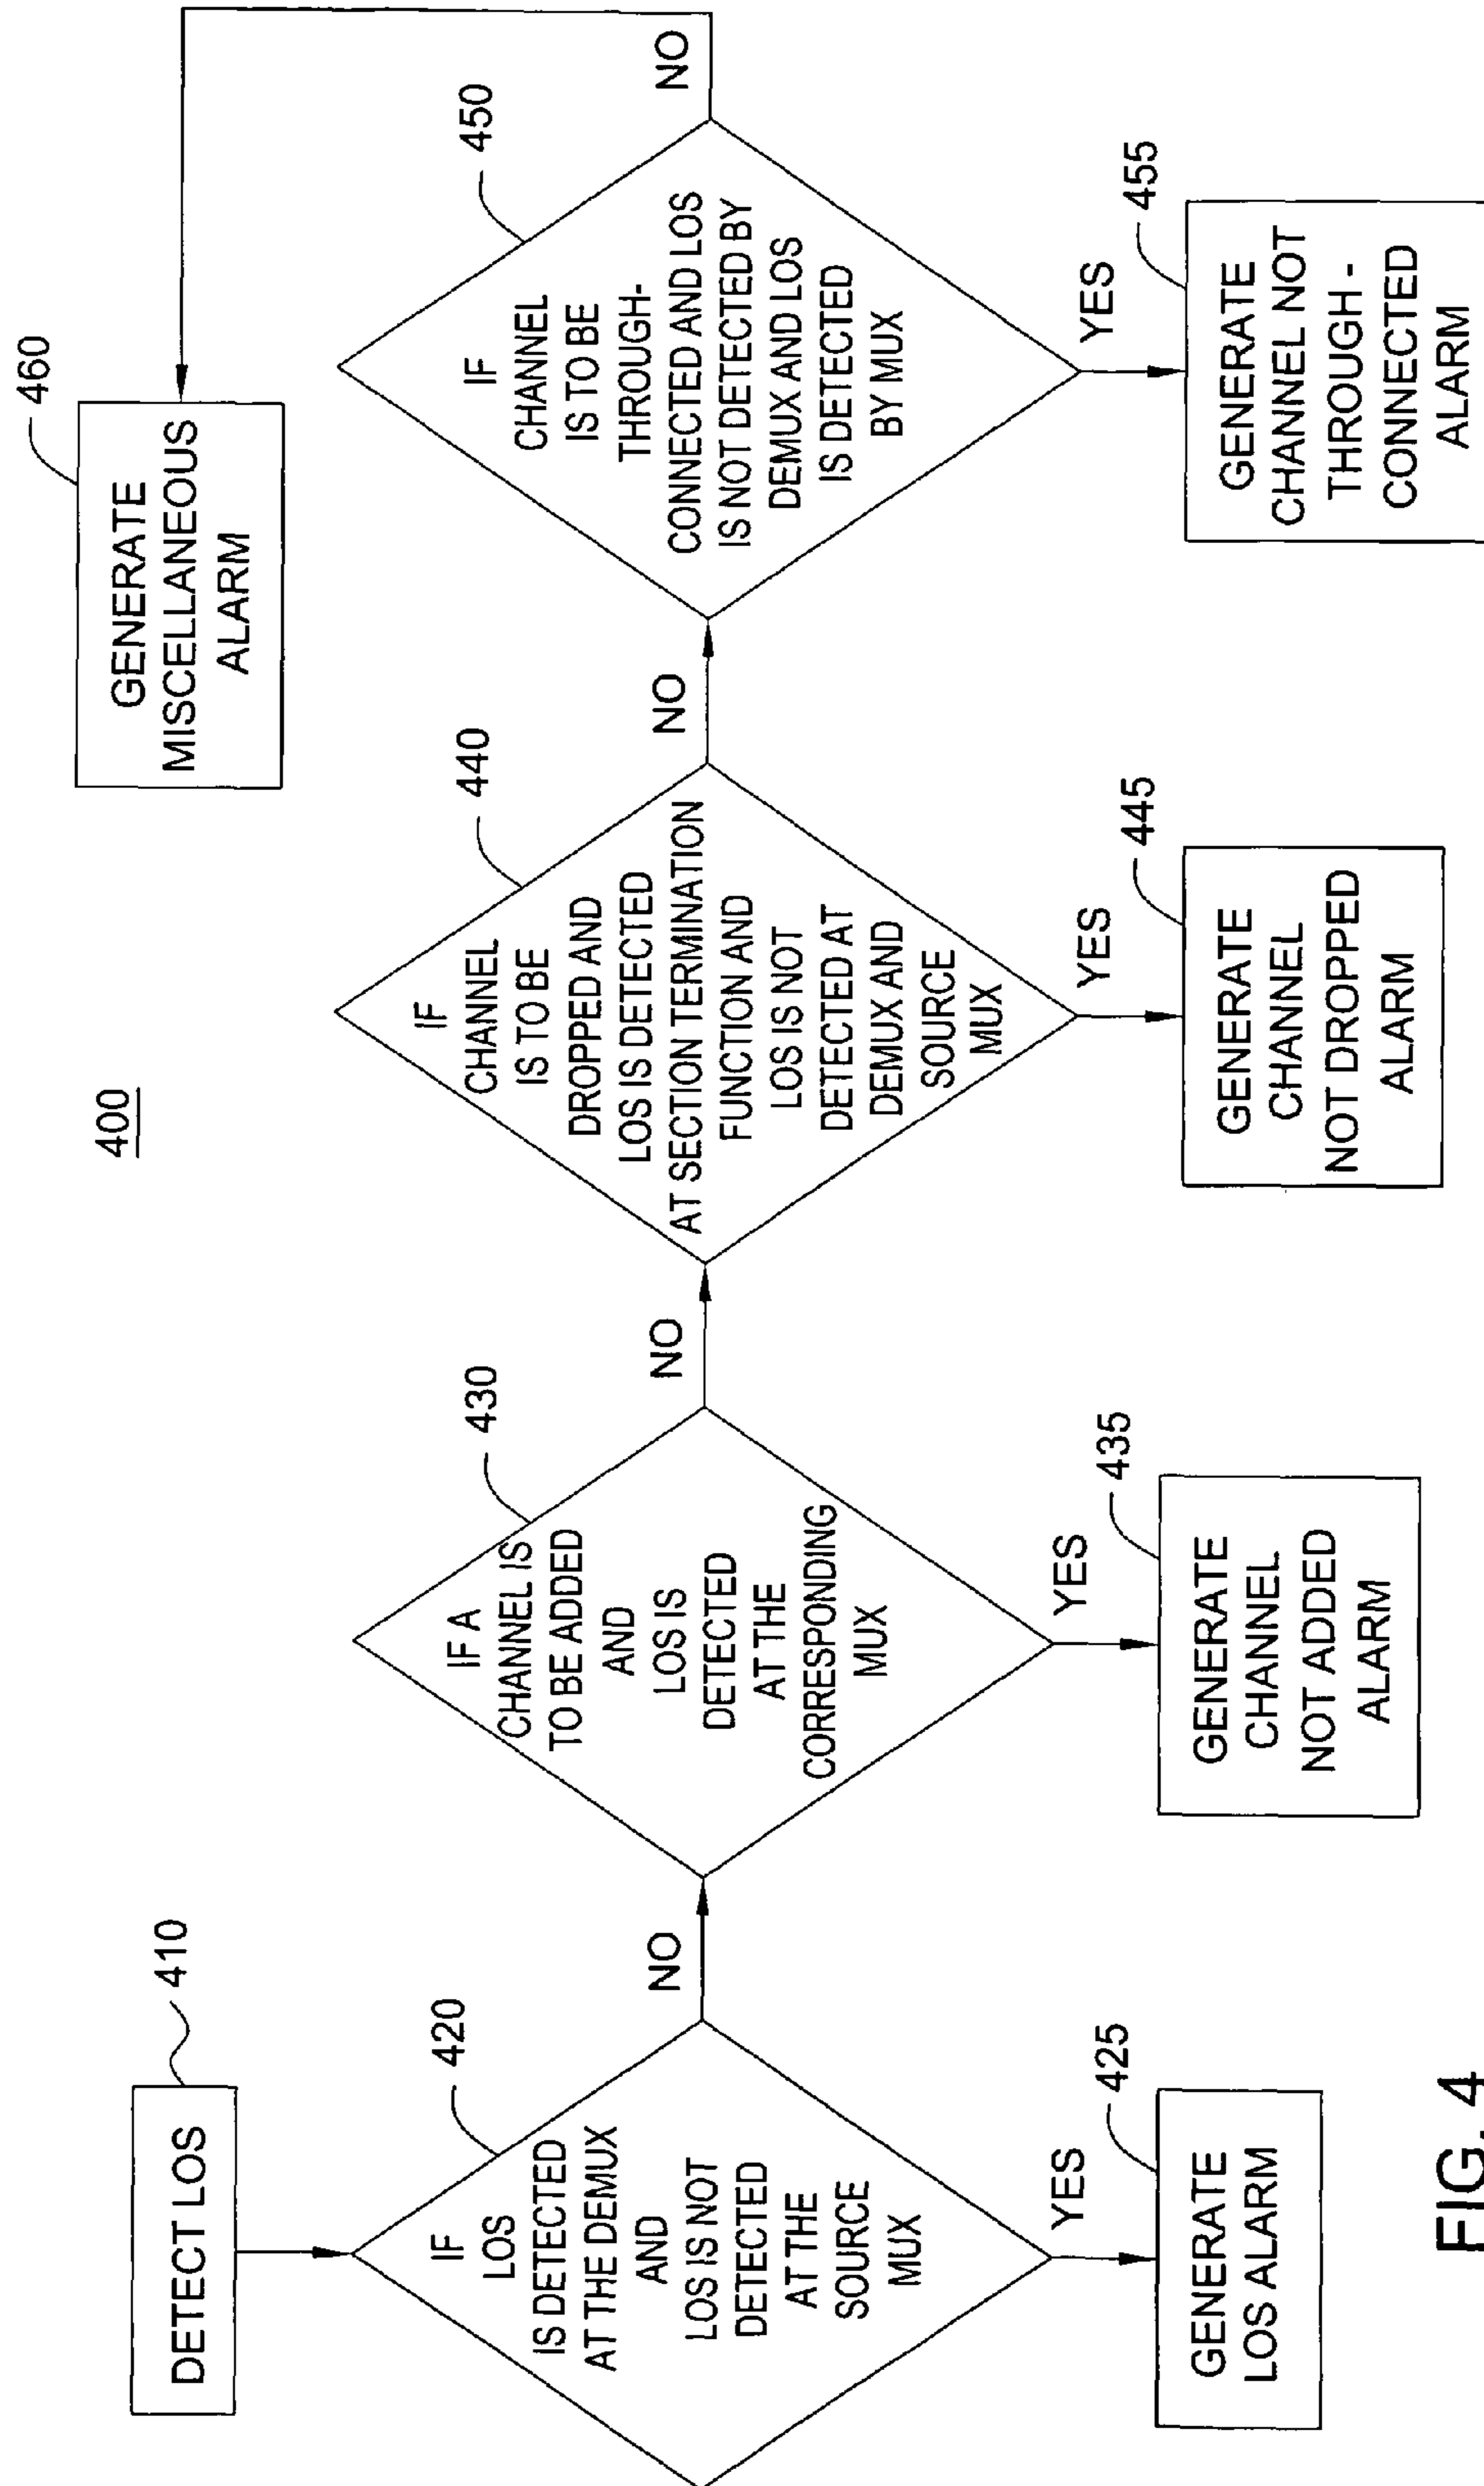 400
410
DETECT LOS
420
IF
LOS
IS DETECTED
AT THE DEMUX
AND
LOS IS NOT
DETECTED
AT THE
SOURCE
MUX
NO
YES
425
GENERATE
LOS ALARM
430
IF A
CHANNEL IS
TO BE ADDED
AND
LOS IS
DETECTED
AT THE
CORRESPONDING
MUX
NO
YES
435
GENERATE
CHANNEL
NOT ADDED
ALARM
440
IF
CHANNEL
IS TO BE
DROPPED AND
LOS IS DETECTED
AT SECTION TERMINATION
FUNCTION AND
LOS IS NOT
DETECTED AT
DEMUX AND
SOURCE
MUX
NO
YES
445
GENERATE
CHANNEL
NOT DROPPED
ALARM
450
IF
CHANNEL
IS TO BE
THROUGH-
CONNECTED AND LOS
IS NOT DETECTED BY
DEMUX AND LOS
IS DETECTED
BY MUX
NO
YES
455
GENERATE
CHANNEL NOT
THROUGH -
CONNECTED
ALARM
460
GENERATE
MISCELLANEOUS
ALARM
FIG. 4